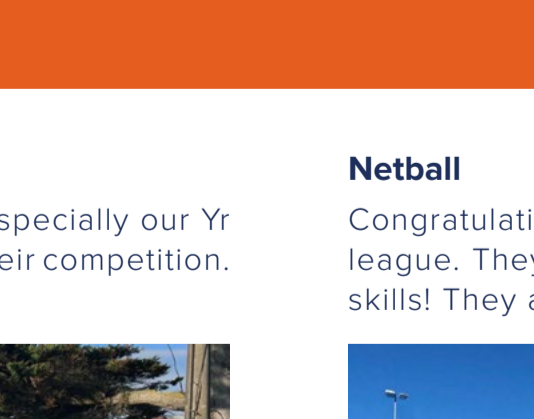 specially our Yr
eir competition.
Netball
Congratulati
league. They
skills! They a